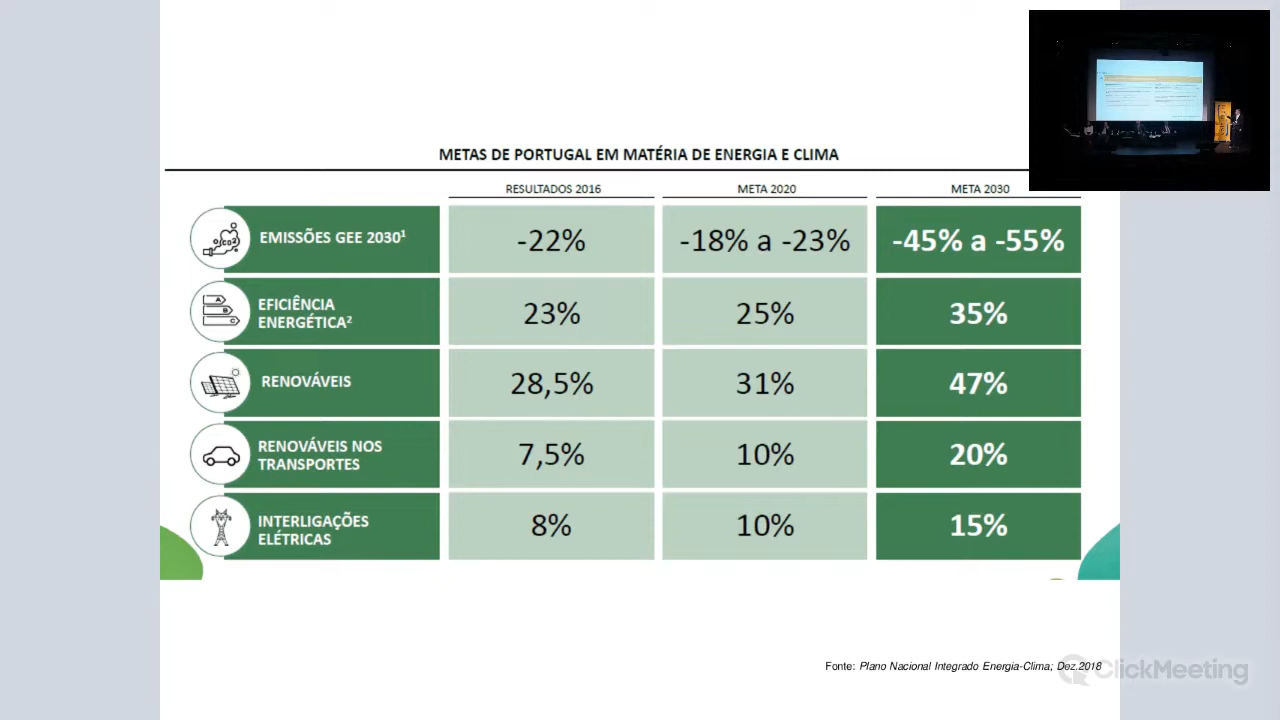 METAS DE PORTUGAL EM MATÉRIA DE ENERGIA E CLIMA
RESULTADOS 2016 META 2020 META 2030
EMISSÕES GEE 2030¹ -22% -18% a -23% -45% a -55%
EFICIÊNCIA
ENERGÉTICA² 23% 25% 35%
RENOVÁVEIS 28,5% 31% 47%
RENOVÁVEIS NOS
TRANSPORTES 7,5% 10% 20%
INTERLIGAÇÕES
ELÉTRICAS 8% 10% 15%
Fonte: Plano Nacional Integrado Energia-Clima; Dez.2018
ClickMeeting